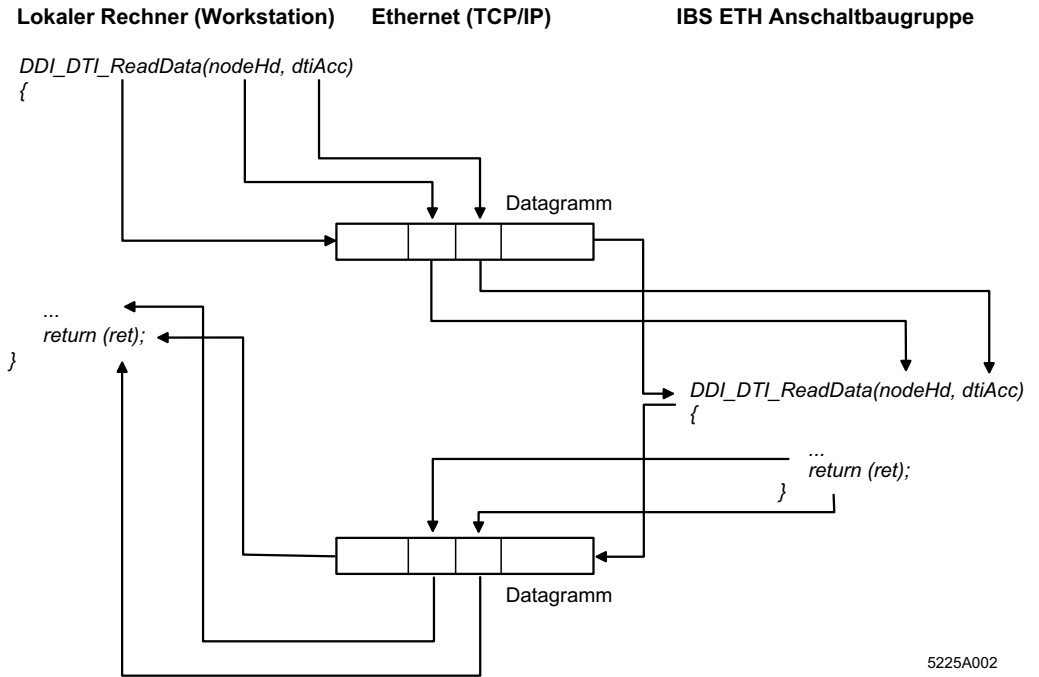 Lokaler Rechner (Workstation) Ethernet (TCP/IP) IBS ETH Anschaltbaugruppe
DDI_DTI_ReadData(nodeHd, dtiAcc)
{
Datagramm
...
return (ret);
}
DDI_DTI_ReadData(nodeHd, dtiAcc)
{
...
return (ret);
}
Datagramm
5225A002